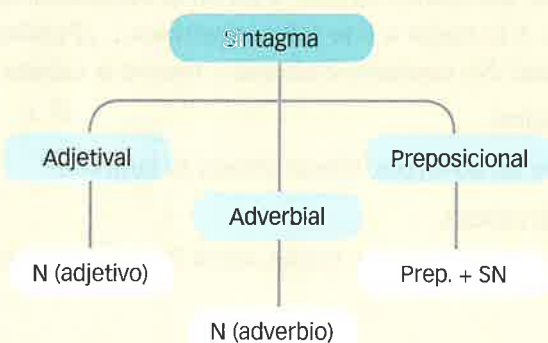 Sintagma
Adjetival
Preposicional
Adverbial
N (adjetivo)
Prep. + SN
N (adverbio)